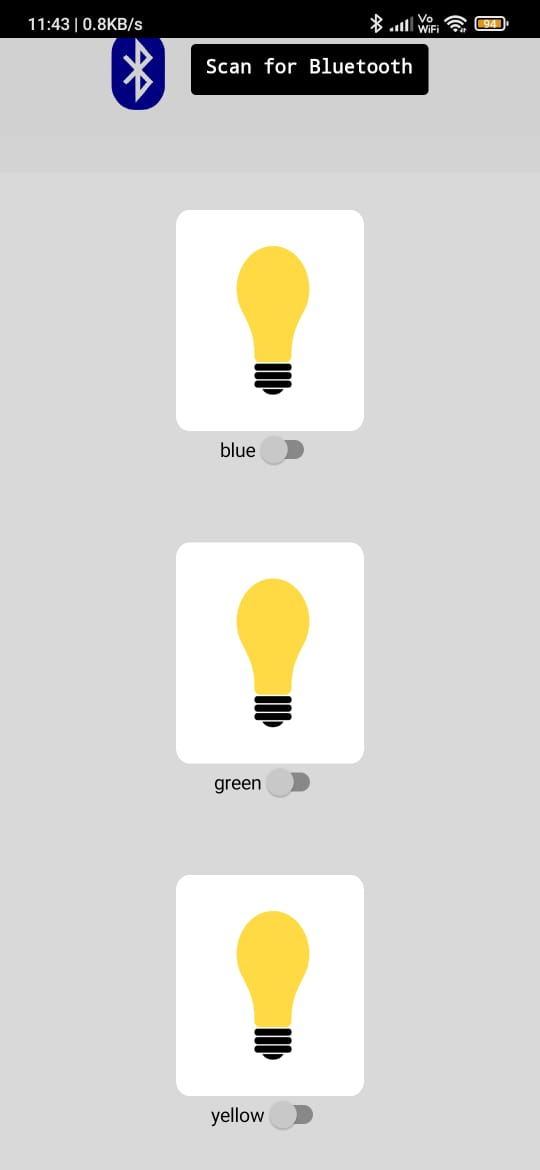 11:43 | 0.8KB/s Vo WiFi 94
Scan for Bluetooth
blue
green
yellow